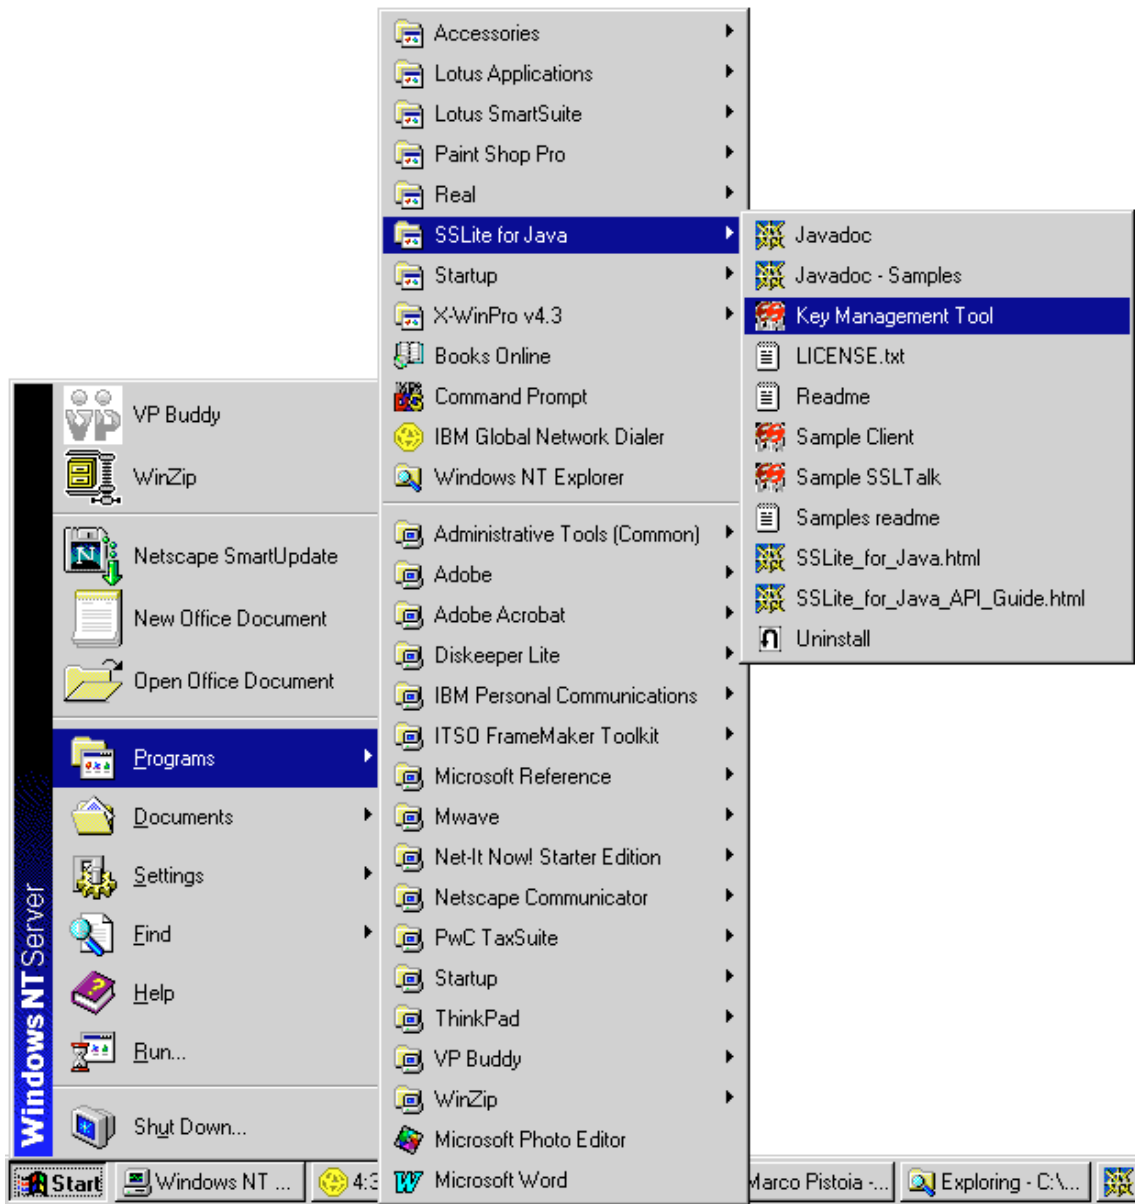 Accessories
Lotus Applications
Lotus SmartSuite
Paint Shop Pro
Real
SSLite for Java
Startup
X-WinPro v4.3
Books Online
Command Prompt
IBM Global Network Dialer
Windows NT Explorer
Administrative Tools (Common)
Adobe
Adobe Acrobat
Diskeeper Lite
IBM Personal Communications
ITSO FrameMaker Toolkit
Microsoft Reference
Mwave
Net-It Now! Starter Edition
Netscape Communicator
PwC TaxSuite
Startup
ThinkPad
VP Buddy
WinZip
Microsoft Photo Editor
Microsoft Word
Javadoc
Javadoc - Samples
Key Management Tool
LICENSE.txt
Readme
Sample Client
Sample SSLTalk
Samples readme
SSLite_for_Java.html
SSLite_for_Java_API_Guide.html
Uninstall
VP
VP Buddy
WinZip
N
Netscape SmartUpdate
New Office Document
Open Office Document
Programs
Documents
Settings
Find
Help
Run...
Shut Down...
Windows NT Server
Start
Windows NT ...
4:3
Marco Pistoia -...
Exploring - C:\...